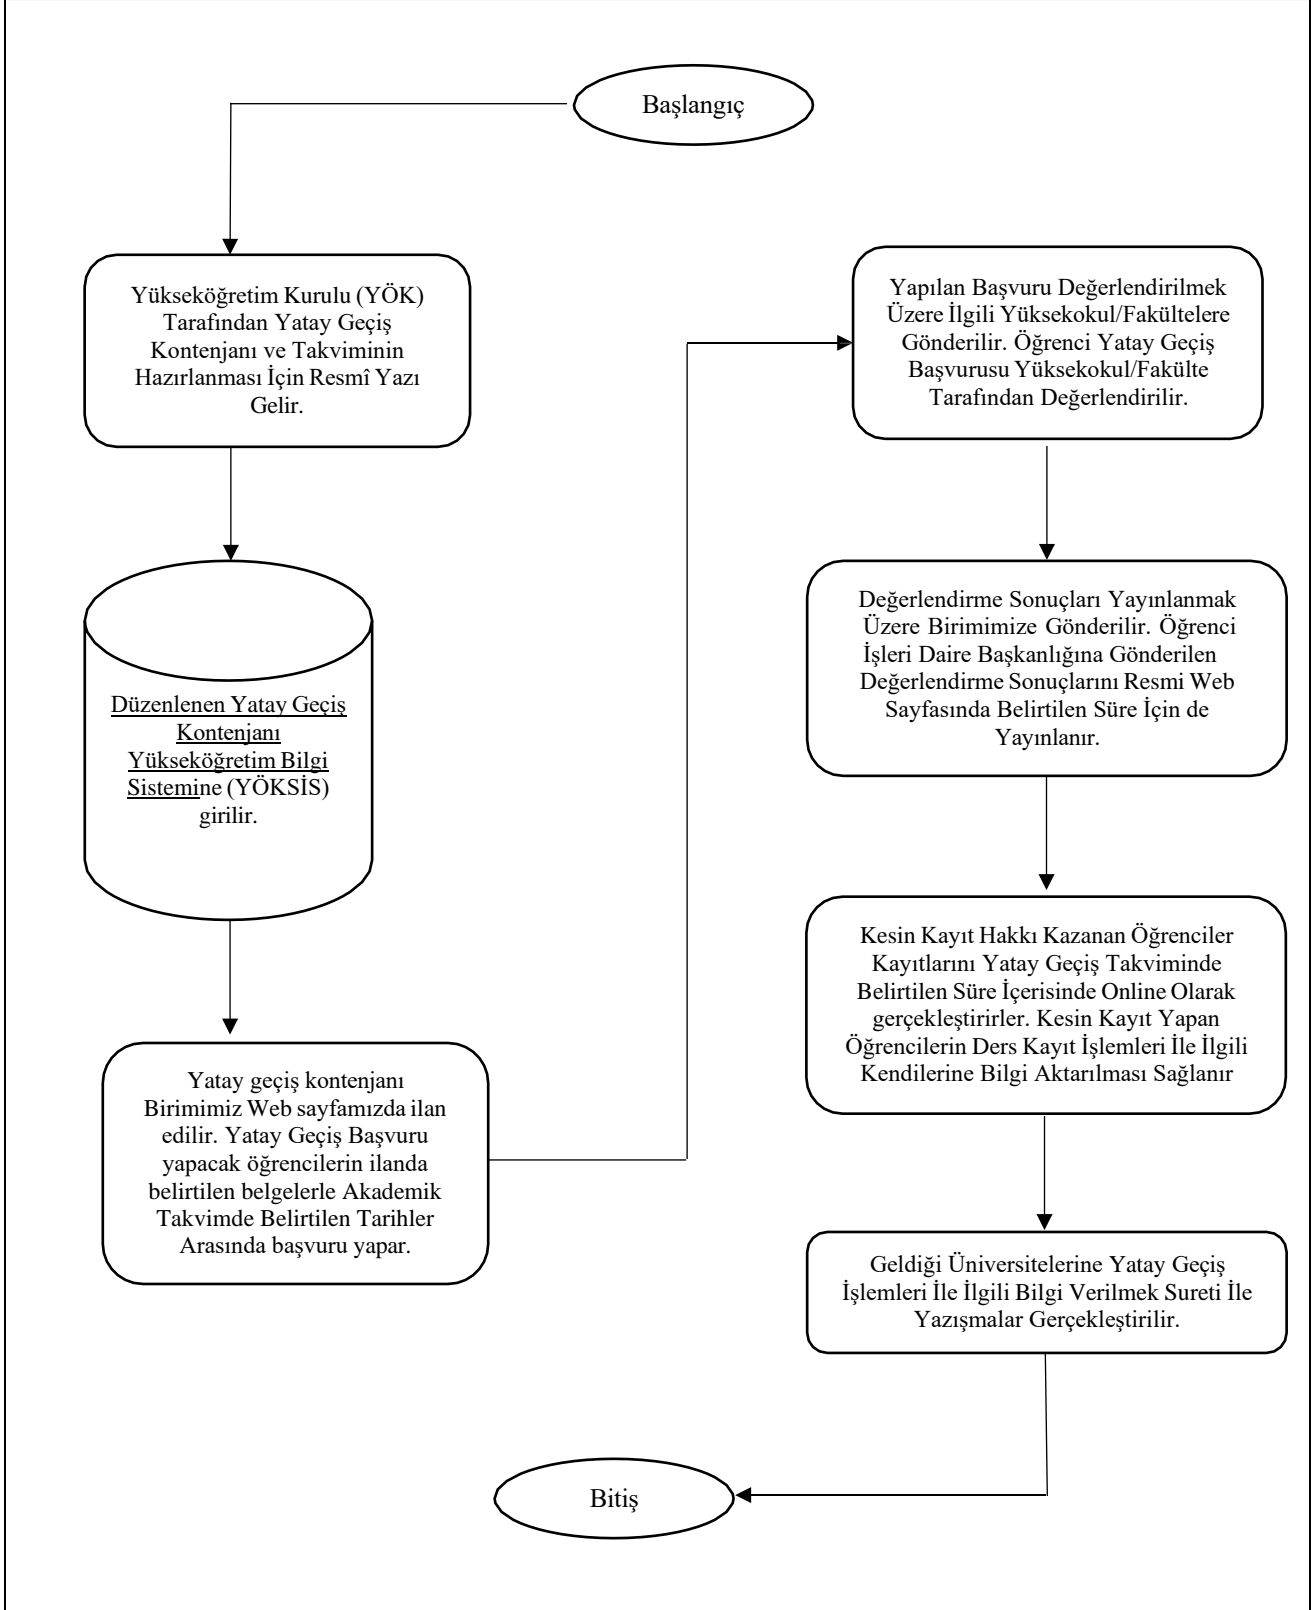 Başlangıç
Yükseköğretim Kurulu (YÖK)
Tarafından Yatay Geçiş
Kontenjanı ve Takviminin
Hazırlanması İçin Resmî Yazı
Gelir.
Düzenlenen Yatay Geçiş
Kontenjanı
Yükseköğretim Bilgi
Sistemine (YÖKSİS)
girilir.
Yatay geçiş kontenjanı
Birimimiz Web sayfamızda ilan
edilir. Yatay Geçiş Başvuru
yapacak öğrencilerin ilanda
belirtilen belgelerle Akademik
Takvimde Belirtilen Tarihler
Arasında başvuru yapar.
Yapılan Başvuru Değerlendirilmek
Üzere İlgili Yüksekokul/Fakültelere
Gönderilir. Öğrenci Yatay Geçiş
Başvurusu Yüksekokul/Fakülte
Tarafından Değerlendirilir.
Değerlendirme Sonuçları Yayınlanmak
Üzere Birimimize Gönderilir. Öğrenci
İşleri Daire Başkanlığına Gönderilen
Değerlendirme Sonuçlarını Resmi Web
Sayfasında Belirtilen Süre İçin de
Yayınlanır.
Kesin Kayıt Hakkı Kazanan Öğrenciler
Kayıtlarını Yatay Geçiş Takviminde
Belirtilen Süre İçerisinde Online Olarak
gerçekleştirirler. Kesin Kayıt Yapan
Öğrencilerin Ders Kayıt İşlemleri İle İlgili
Kendilerine Bilgi Aktarılması Sağlanır
Geldiği Üniversitelerine Yatay Geçiş
İşlemleri İle İlgili Bilgi Verilmek Sureti İle
Yazışmalar Gerçekleştirilir.
Bitiş